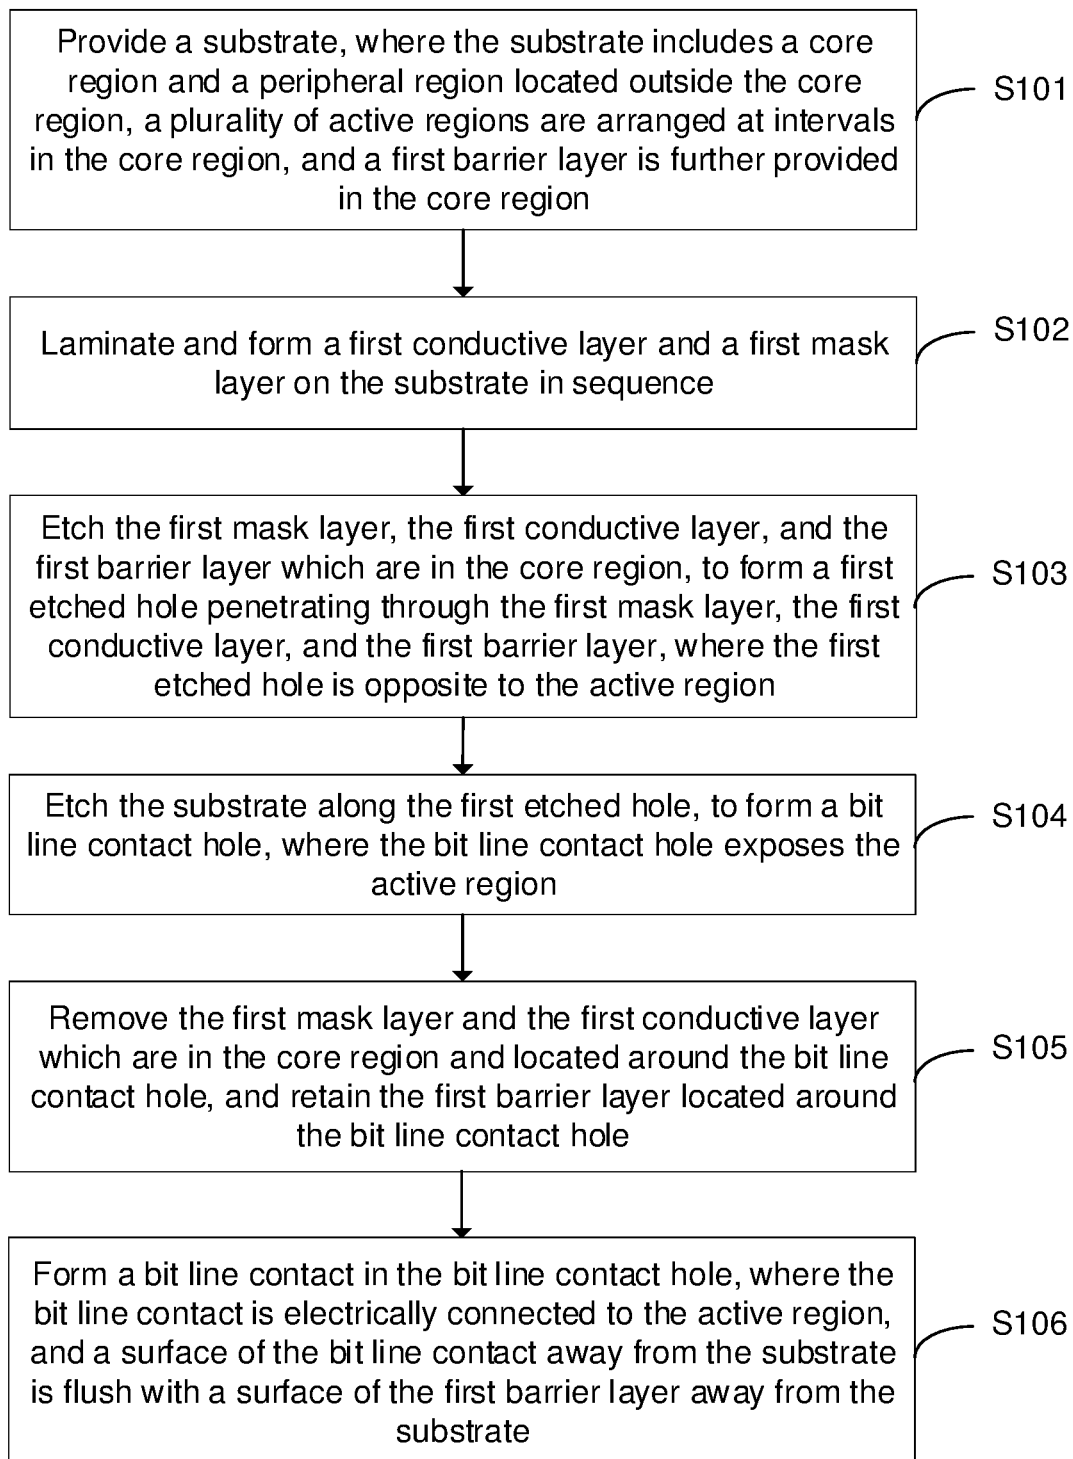 Provide a substrate, where the substrate includes a core
region and a peripheral region located outside the core
region, a plurality of active regions are arranged at intervals
in the core region, and a first barrier layer is further provided
in the core region
S101
Laminate and form a first conductive layer and a first mask
layer on the substrate in sequence
S102
Etch the first mask layer, the first conductive layer, and the
first barrier layer which are in the core region, to form a first
etched hole penetrating through the first mask layer, the first
conductive layer, and the first barrier layer, where the first
etched hole is opposite to the active region
S103
Etch the substrate along the first etched hole, to form a bit
line contact hole, where the bit line contact hole exposes the
active region
S104
Remove the first mask layer and the first conductive layer
which are in the core region and located around the bit line
contact hole, and retain the first barrier layer located around
the bit line contact hole
S105
Form a bit line contact in the bit line contact hole, where the
bit line contact is electrically connected to the active region,
and a surface of the bit line contact away from the substrate
is flush with a surface of the first barrier layer away from the
substrate
S106